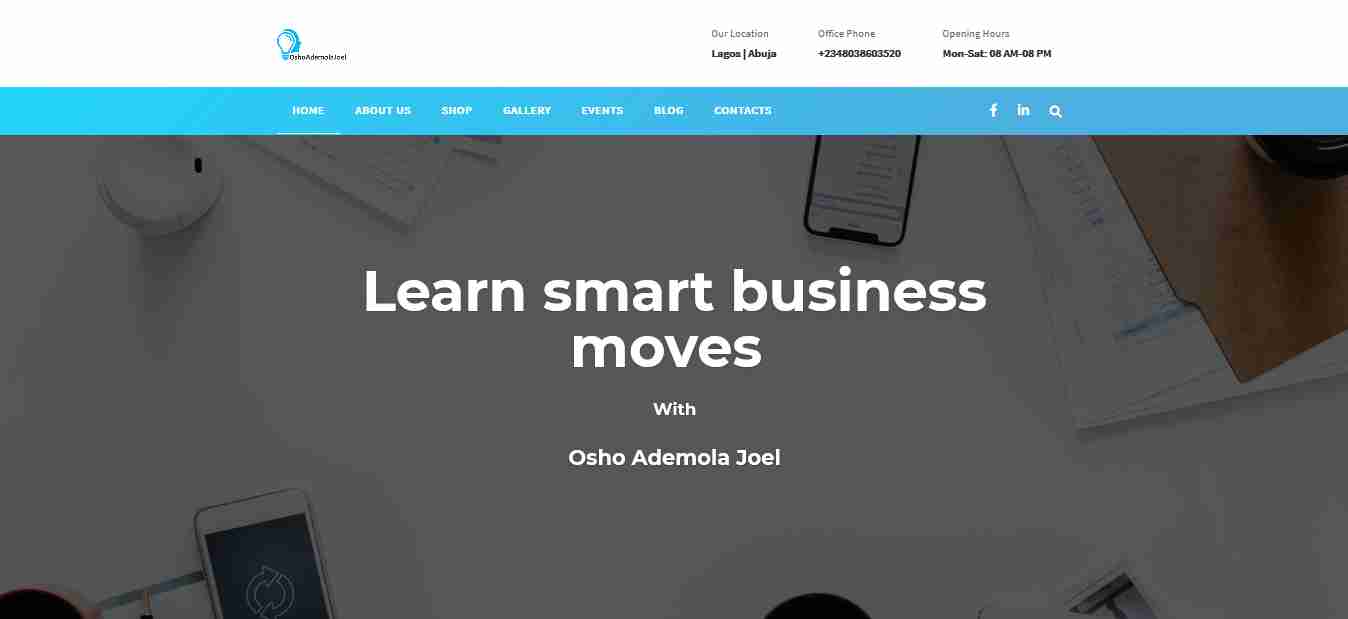 OshoAdemolaJoel
Our Location
Lagos | Abuja
Office Phone
+2348038603520
Opening Hours
Mon-Sat: 08 AM-08 PM
HOME ABOUT US SHOP GALLERY EVENTS BLOG CONTACTS
Learn smart business
moves
With
Osho Ademola Joel